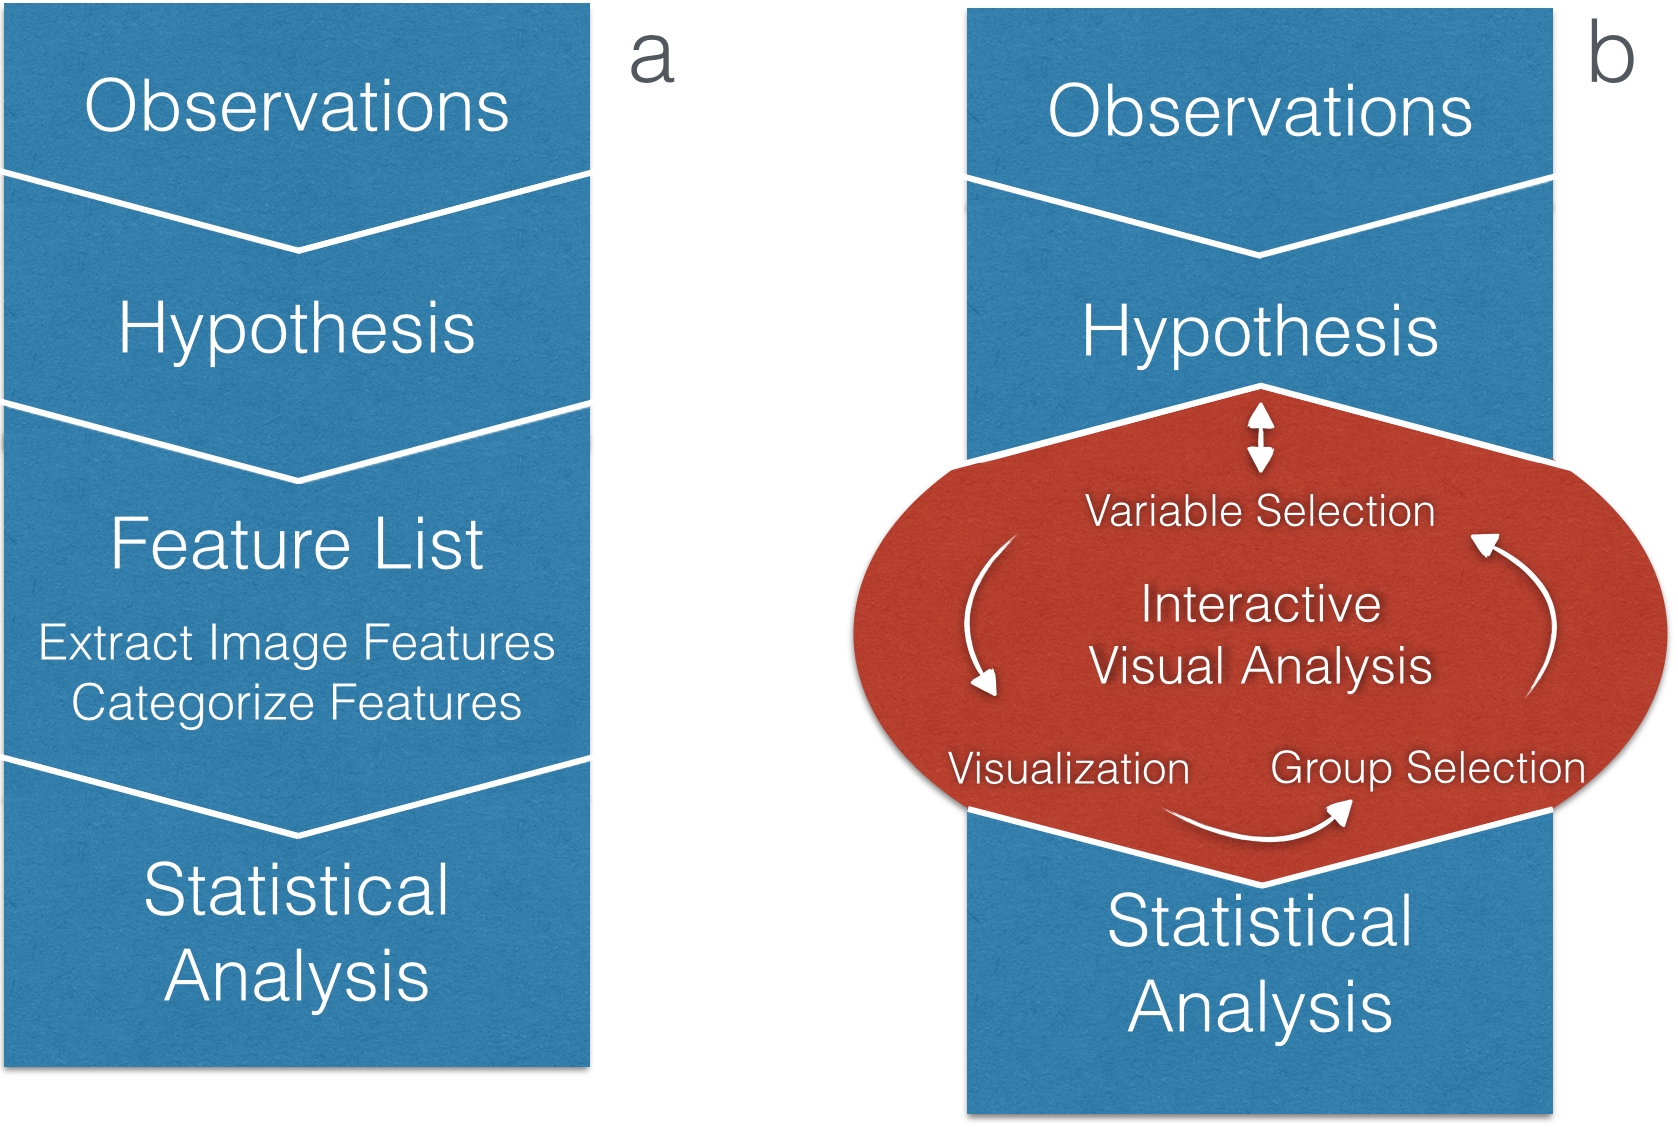 a
Observations
Hypothesis
Feature List
Extract Image Features
Categorize Features
Statistical
Analysis
b
Observations
Hypothesis
Variable Selection
Interactive
Visual Analysis
Visualization
Group Selection
Statistical
Analysis